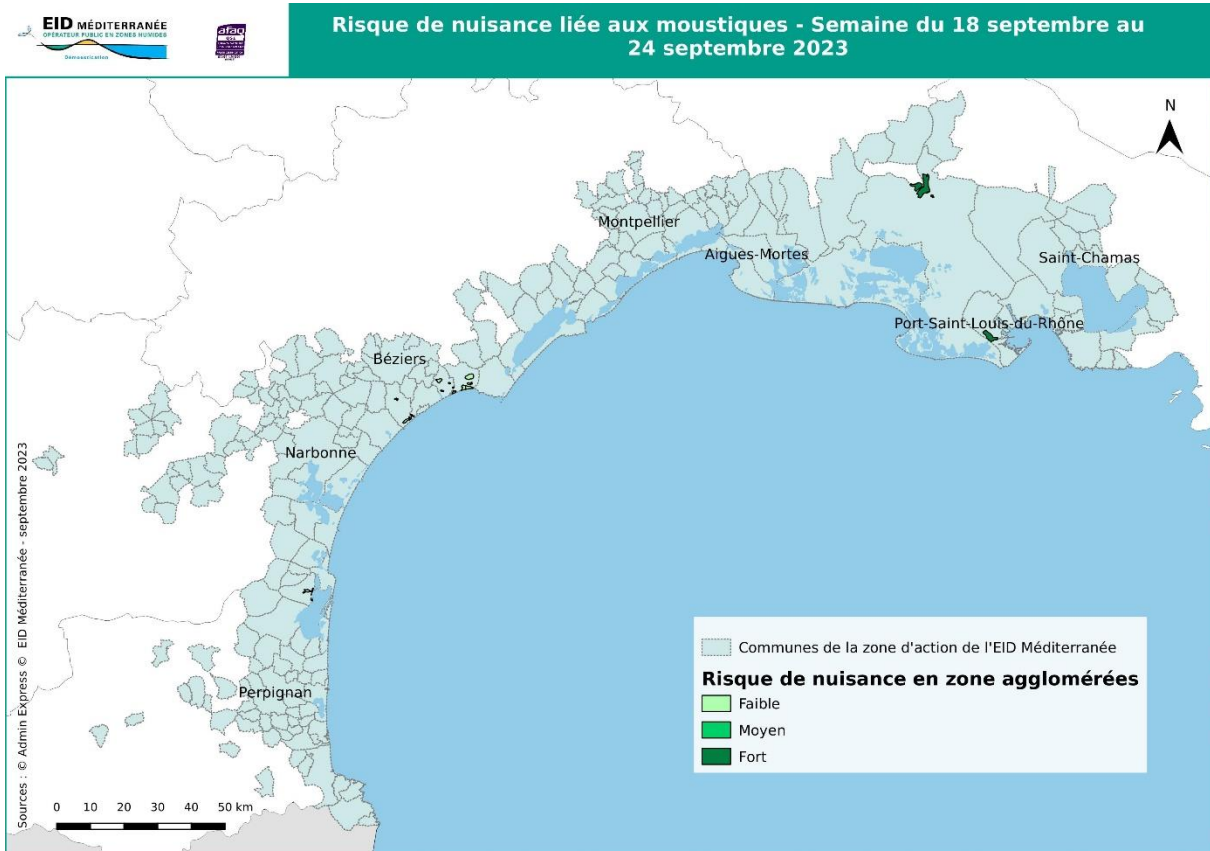 EID MÉDITERRANÉE
OPÉRATEUR PUBLIC EN ZONES HUMIDES
Démoustication
afaq
Risque de nuisance liée aux moustiques - Semaine du 18 septembre au
24 septembre 2023
N
Montpellier
Aigues-Mortes
Saint-Chamas
Port-Saint-Louis-du-Rhône
Béziers
Narbonne
Perpignan
Communes de la zone d'action de l'EID Méditerranée
Risque de nuisance en zone agglomérées
Faible
Moyen
Fort
0 10 20 30 40 50 km
Sources : © Admin Express © EID Méditerranée - septembre 2023